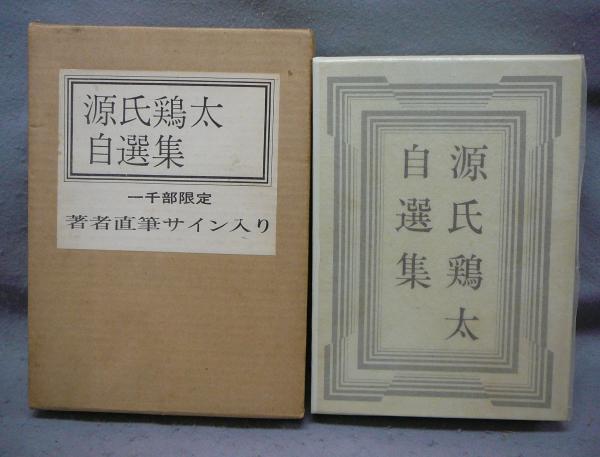 源氏鶏太
自選集
一千部限定
著者直筆サイン入り
源氏鶏太
自選集